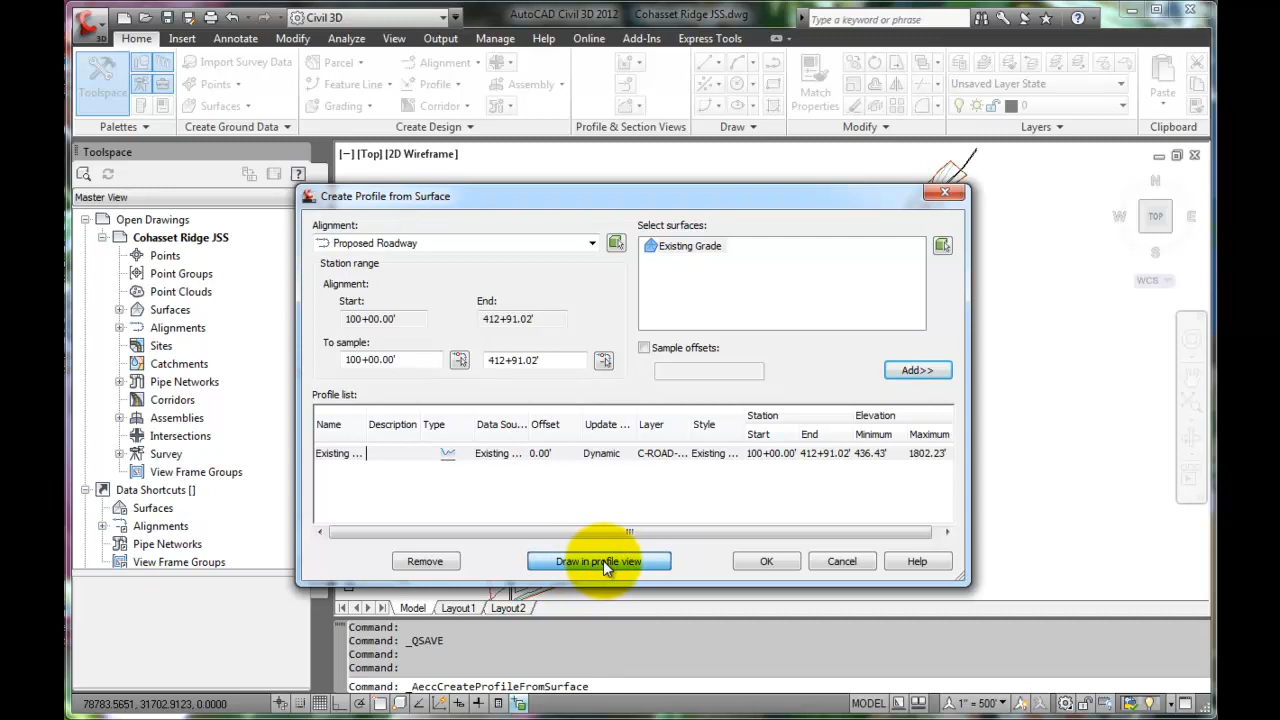 Civil 3D
AutoCAD Civil 3D 2012 Cohasset Ridge JSS.dwg
Type a keyword or phrase
Home Insert Annotate Modify Analyze View Output Manage Help Online Add-Ins Express Tools
Toolspace
Import Survey Data
Points
Surfaces
Parcel
Feature Line
Grading
Alignment
Profile
Corridor
Assembly
Match
Properties
Unsaved Layer State
0
Paste
Palettes Create Ground Data Create Design Profile & Section Views Draw Modify Layers Clipboard
Toolspace
Master View
Open Drawings
Cohasset Ridge JSS
Points
Point Groups
Point Clouds
Surfaces
Alignments
Sites
Catchments
Pipe Networks
Corridors
Assemblies
Intersections
Survey
View Frame Groups
Data Shortcuts []
Surfaces
Alignments
Pipe Networks
View Frame Groups
[−] [Top] [2D Wireframe]
N
W TOP E
S
WCS
Create Profile from Surface
Alignment:
Proposed Roadway
Station range
Alignment:
Start: End:
100+00.00' 412+91.02'
To sample:
100+00.00' 412+91.02'
Select surfaces:
Existing Grade
Sample offsets:
Add>>
Profile list:
Name Description Type Data Sou... Offset Update ... Layer Style Station Elevation
Start End Minimum Maximum
Existing ... Existing ... 0.00' Dynamic C-ROAD-... Existing ... 100+00.00' 412+91.02' 436.43' 1802.23'
Remove Draw in profile view OK Cancel Help
Model Layout1 Layout2
Command:
Command: _QSAVE
Command:
Command:
Command: _AeccCreateProfileFromSurface
78783.5651, 31702.9123, 0.0000
MODEL 1" = 500'